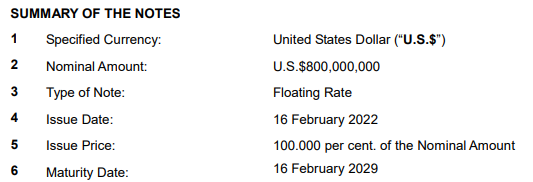 SUMMARY OF THE NOTES
1 Specified Currency: United States Dollar (“U.S.$”)
2 Nominal Amount: U.S.$800,000,000
3 Type of Note: Floating Rate
4 Issue Date: 16 February 2022
5 Issue Price: 100.000 per cent. of the Nominal Amount
6 Maturity Date: 16 February 2029